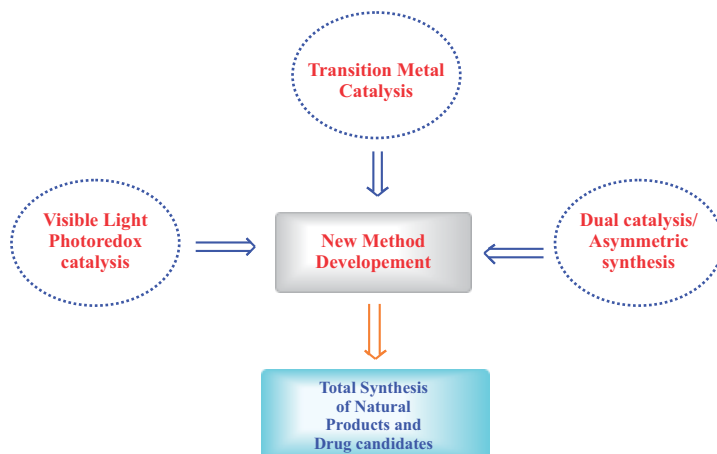 Transition Metal
Catalysis
Visible Light
Photoredox
catalysis
New Method
Developement
Dual catalysis/
Asymmetric
synthesis
Total Synthesis
of Natural
Products and
Drug candidates